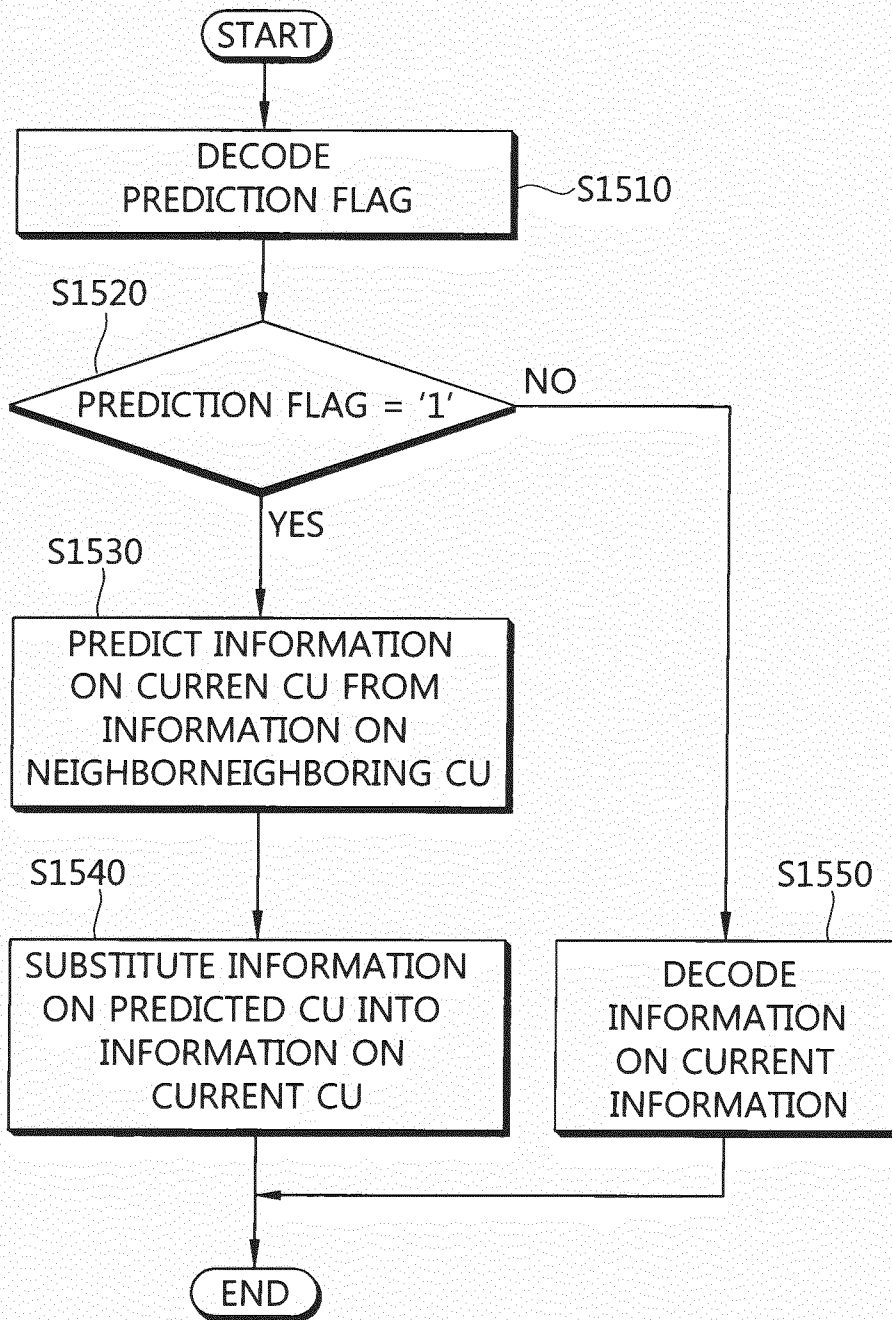 START
DECODE
PREDICTION FLAG
S1510
S1520
PREDICTION FLAG = '1'
NO
YES
S1530
PREDICT INFORMATION
ON CURREN CU FROM
INFORMATION ON
NEIGHBORNEIGHBORING CU
S1540
SUBSTITUTE INFORMATION
ON PREDICTED CU INTO
INFORMATION ON
CURRENT CU
S1550
DECODE
INFORMATION
ON CURRENT
INFORMATION
END